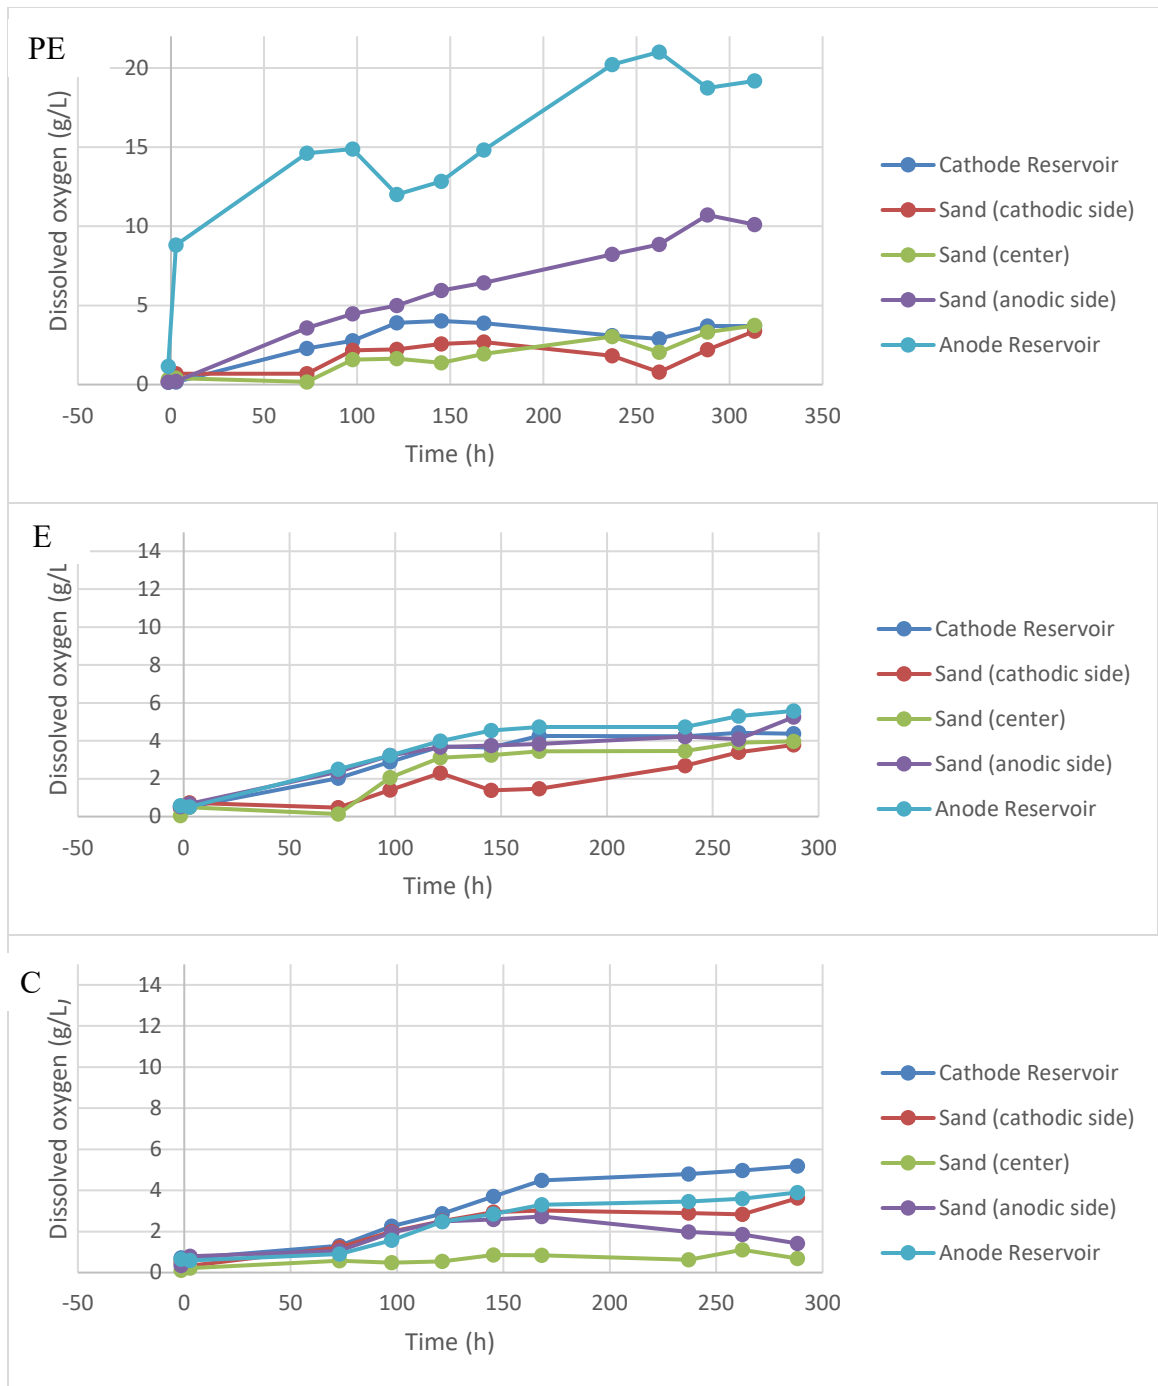 PE
Dissolved oxygen (g/L)
20
15
10
5
0
-50 0 50 100 150 200 250 300 350
Time (h)
Cathode Reservoir
Sand (cathodic side)
Sand (center)
Sand (anodic side)
Anode Reservoir
E
Dissolved oxygen (g/L
14
12
10
8
6
4
2
0
-50 0 50 100 150 200 250 300
Time (h)
Cathode Reservoir
Sand (cathodic side)
Sand (center)
Sand (anodic side)
Anode Reservoir
C
Dissolved oxygen (g/L)
14
12
10
8
6
4
2
0
-50 0 50 100 150 200 250 300
Time (h)
Cathode Reservoir
Sand (cathodic side)
Sand (center)
Sand (anodic side)
Anode Reservoir